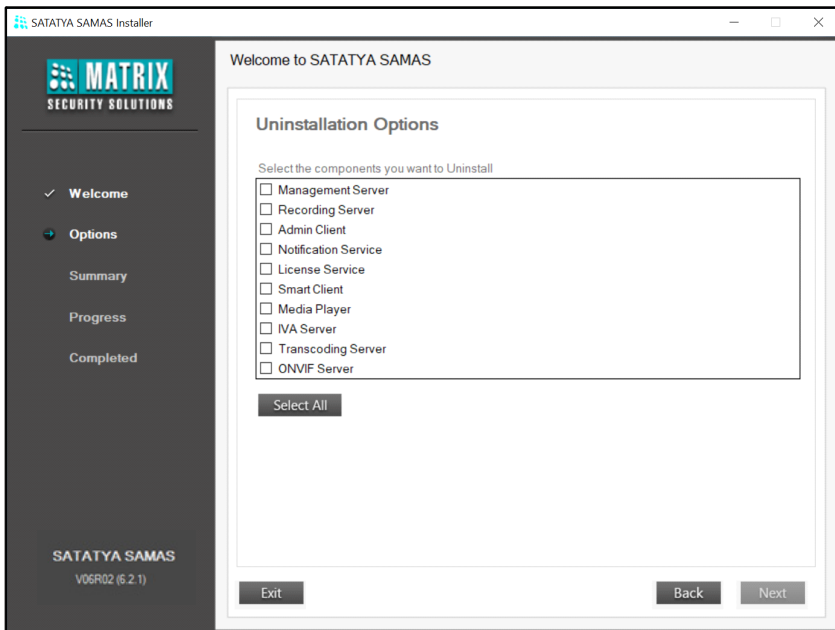 SATATYA SAMAS Installer
MATRIX
SECURITY SOLUTIONS
Welcome
Options
Summary
Progress
Completed
SATATYA SAMAS
V06R02 (6.2.1)
Welcome to SATATYA SAMAS
Uninstallation Options
Select the components you want to Uninstall
Management Server
Recording Server
Admin Client
Notification Service
License Service
Smart Client
Media Player
IVA Server
Transcoding Server
ONVIF Server
Select All
Exit
Back
Next